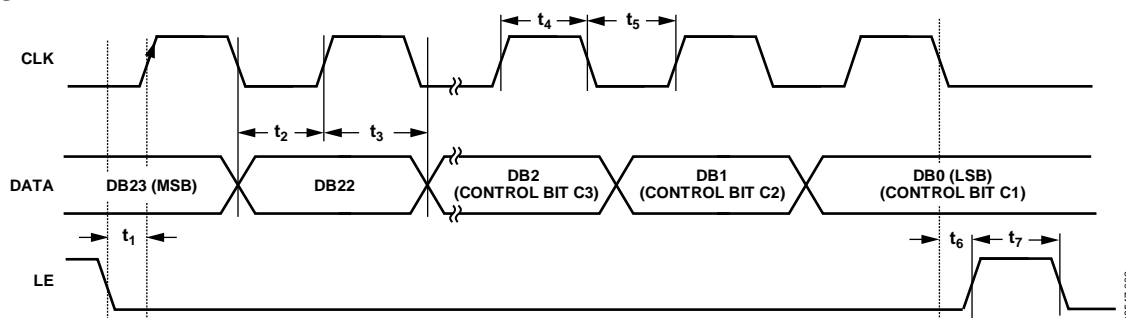 t4
t5
CLK
t2
t3
DATA
DB23 (MSB)
DB22
DB2
(CONTROL BIT C3)
DB1
(CONTROL BIT C2)
DB0 (LSB)
(CONTROL BIT C1)
t1
t6
t7
LE